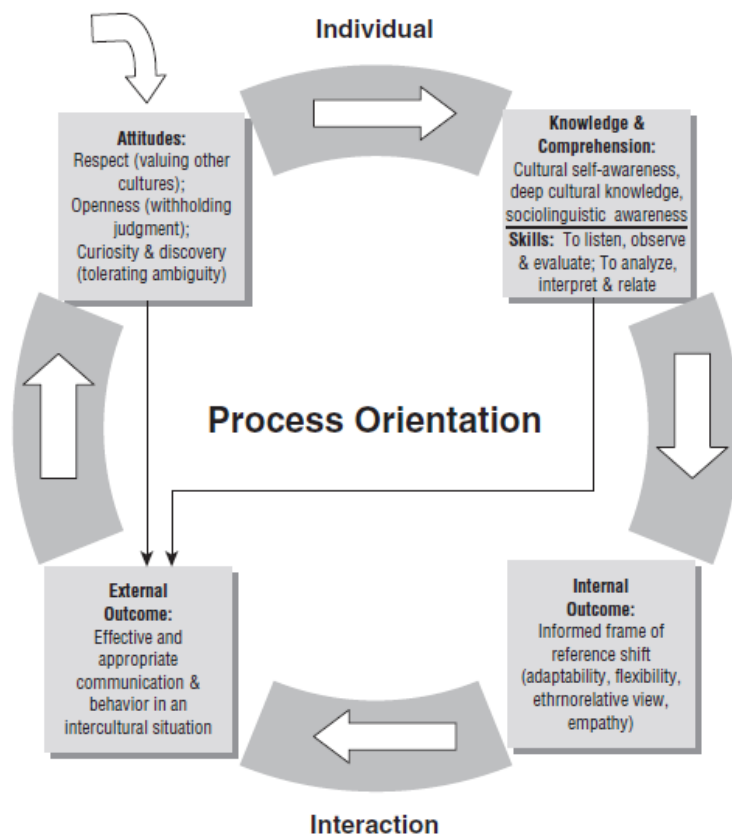 Individual
Attitudes:
Respect (valuing other
cultures);
Openness (withholding
judgment);
Curiosity & discovery
(tolerating ambiguity)
Knowledge &
Comprehension:
Cultural self-awareness,
deep cultural knowledge,
sociolinguistic awareness
Skills: To listen, observe
& evaluate; To analyze,
interpret & relate
Process Orientation
External
Outcome:
Effective and
appropriate
communication &
behavior in an
intercultural situation
Internal
Outcome:
Informed frame of
reference shift
(adaptability, flexibility,
ethrnorelative view,
empathy)
Interaction